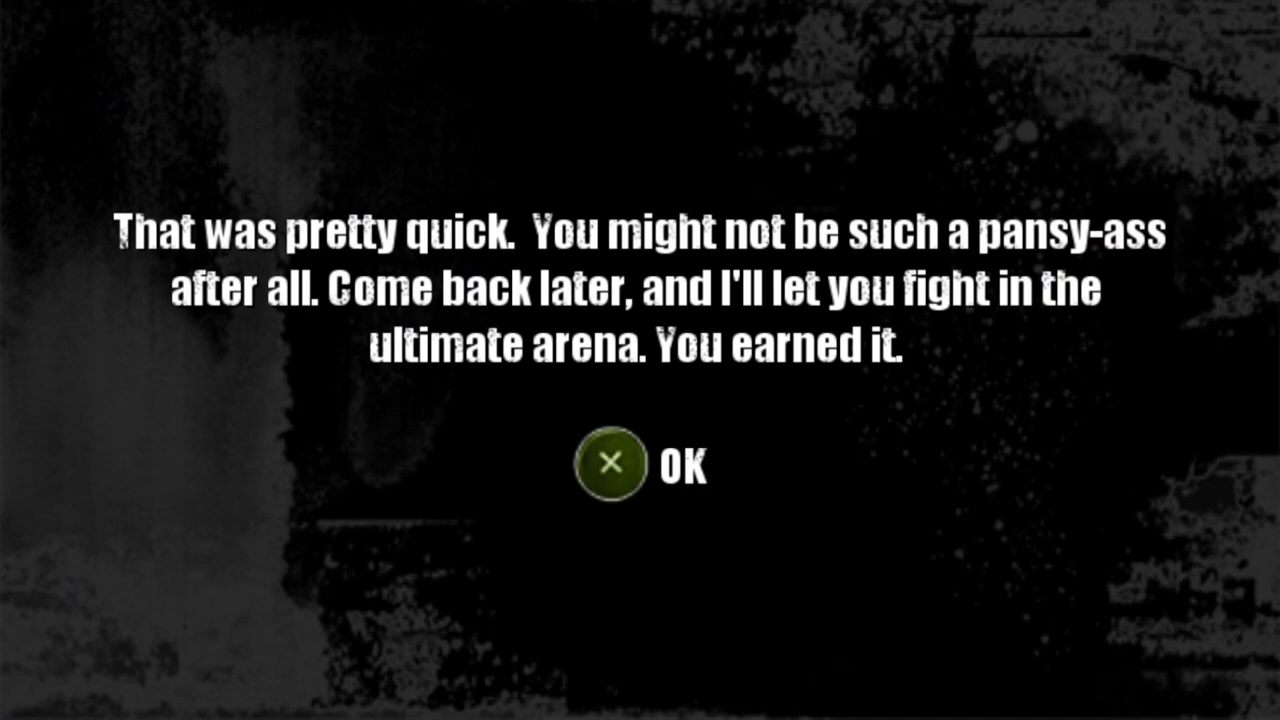 That was pretty quick.  You might not be such a pansy-ass
after all. Come back later, and I'll let you fight in the
ultimate arena. You earned it.
OK